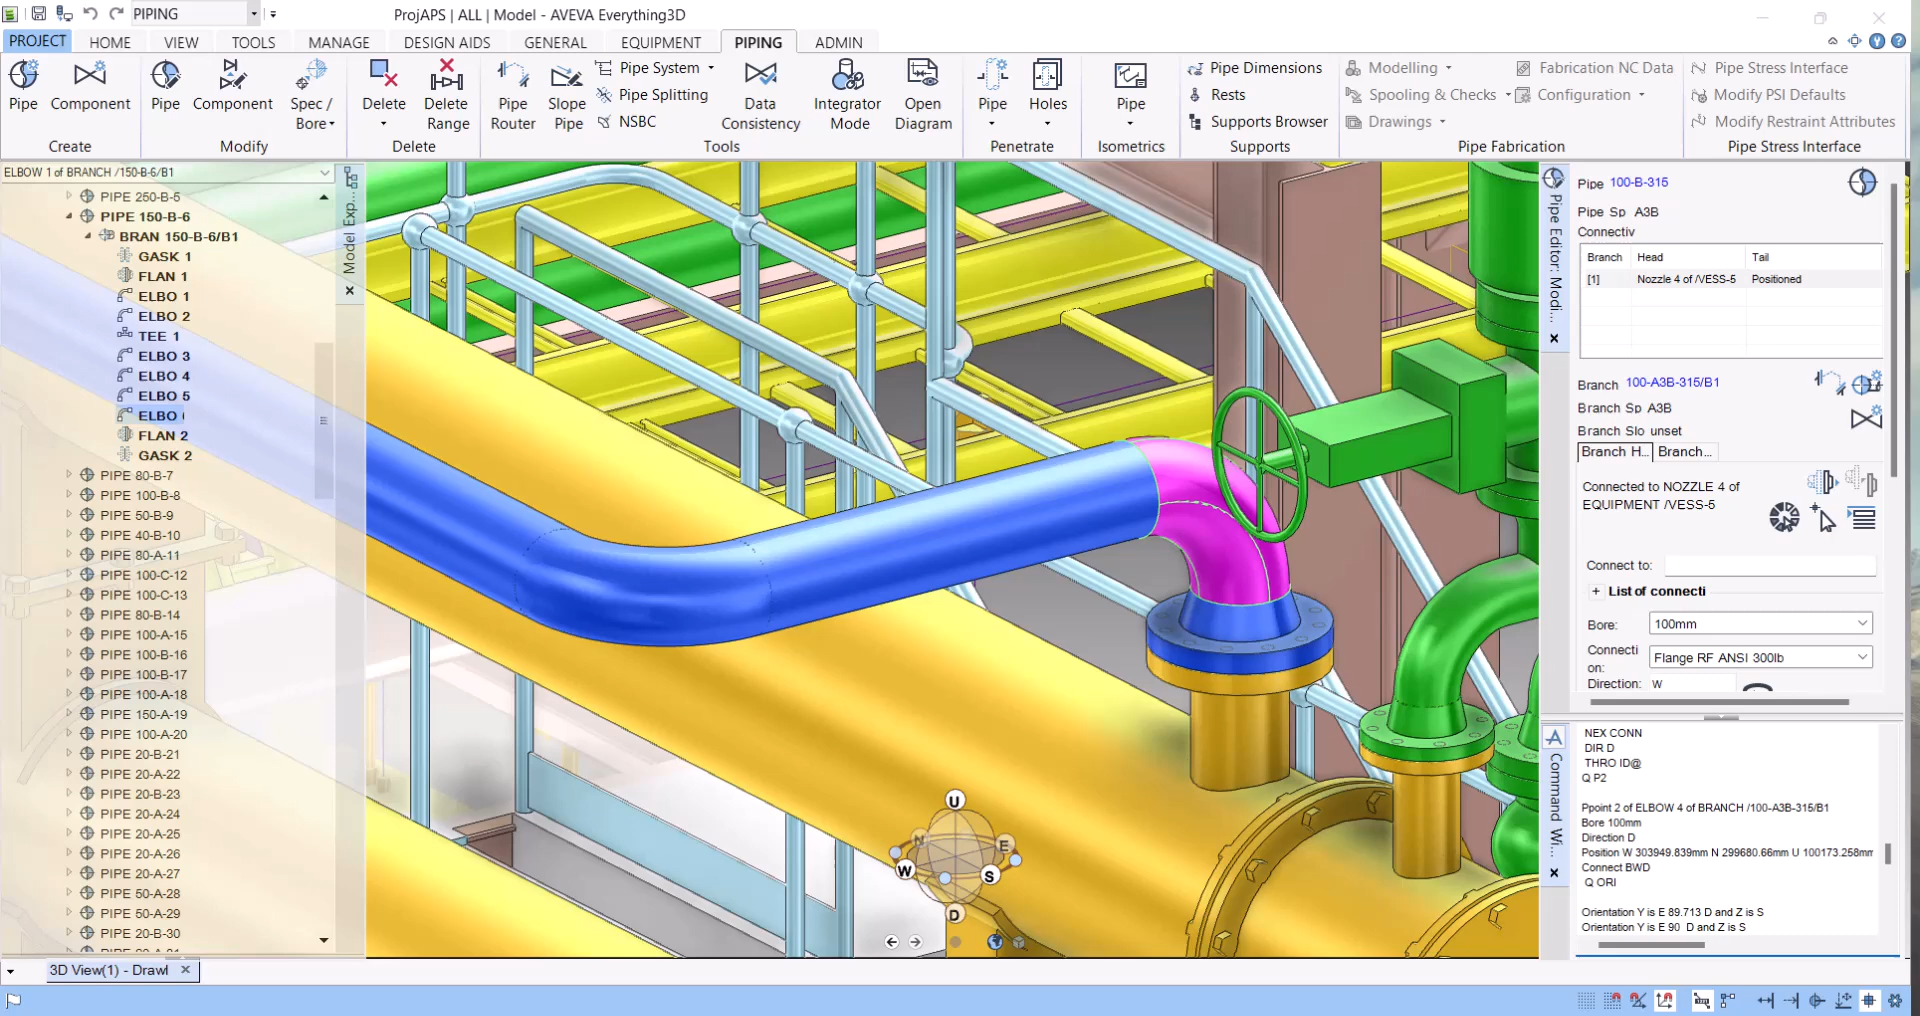 PIPING
ProjAPS | ALL | Model - AVEVA Everything3D
PROJECT HOME VIEW TOOLS MANAGE DESIGN AIDS GENERAL EQUIPMENT PIPING ADMIN
Pipe Component
Create
Pipe Component Spec / Bore
Modify
Delete Delete Range
Delete
Pipe Router Slope Pipe
Pipe System
Pipe Splitting
NSBC
Data Consistency
Integrator Mode
Open Diagram
Tools
Pipe Holes
Penetrate
Pipe
Isometrics
Pipe Dimensions
Rests
Supports Browser
Supports
Modelling
Spooling & Checks
Drawings
Fabrication NC Data
Configuration
Pipe Fabrication
Pipe Stress Interface
Modify PSI Defaults
Modify Restraint Attributes
Pipe Stress Interface
ELBOW 1 of BRANCH /150-B-6/B1
PIPE 250-B-5
PIPE 150-B-6
BRAN 150-B-6/B1
GASK 1
FLAN 1
ELBO 1
ELBO 2
TEE 1
ELBO 3
ELBO 4
ELBO 5
ELBO
FLAN 2
GASK 2
PIPE 80-B-7
PIPE 100-B-8
PIPE 50-B-9
PIPE 40-B-10
PIPE 80-A-11
PIPE 100-C-12
PIPE 100-C-13
PIPE 80-B-14
PIPE 100-A-15
PIPE 100-B-16
PIPE 100-B-17
PIPE 100-A-18
PIPE 150-A-19
PIPE 100-A-20
PIPE 20-B-21
PIPE 20-A-22
PIPE 20-B-23
PIPE 20-A-24
PIPE 20-A-25
PIPE 20-A-26
PIPE 20-A-27
PIPE 50-A-28
PIPE 50-A-29
PIPE 20-B-30
Model Exp...
U
N
E
W
S
D
3D View(1) - Drawi
Pipe Editor: Modi...
Pipe 100-B-315
Pipe Sp A3B
Connectiv
Branch Head Tail
[1] Nozzle 4 of /VESS-5 Positioned
Branch 100-A3B-315/B1
Branch Sp A3B
Branch Slo unset
Branch H... Branch...
Connected to NOZZLE 4 of
EQUIPMENT /VESS-5
Connect to:
+ List of connecti
Bore: 100mm
Connecti
on: Flange RF ANSI 300lb
Direction: W
Command Wi...
NEX CONN
DIR D
THRO ID@
Q P2
Ppoint 2 of ELBOW 4 of BRANCH /100-A3B-315/B1
Bore 100mm
Direction D
Position W 303949.839mm N 299680.66mm U 100173.258mm
Connect BWD
Q ORI
Orientation Y is E 89.713 D and Z is S
Orientation Y is E 90 D and Z is S